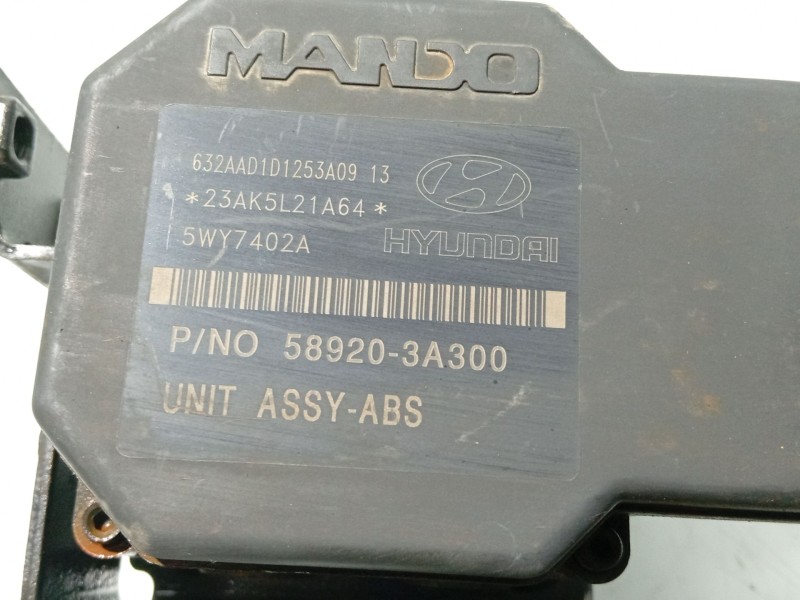 MANDO
632AAD1D1253A09 13
*23AK5L21A64*
5WY7402A
HYUNDAI
P/NO 58920-3A300
UNIT ASSY-ABS